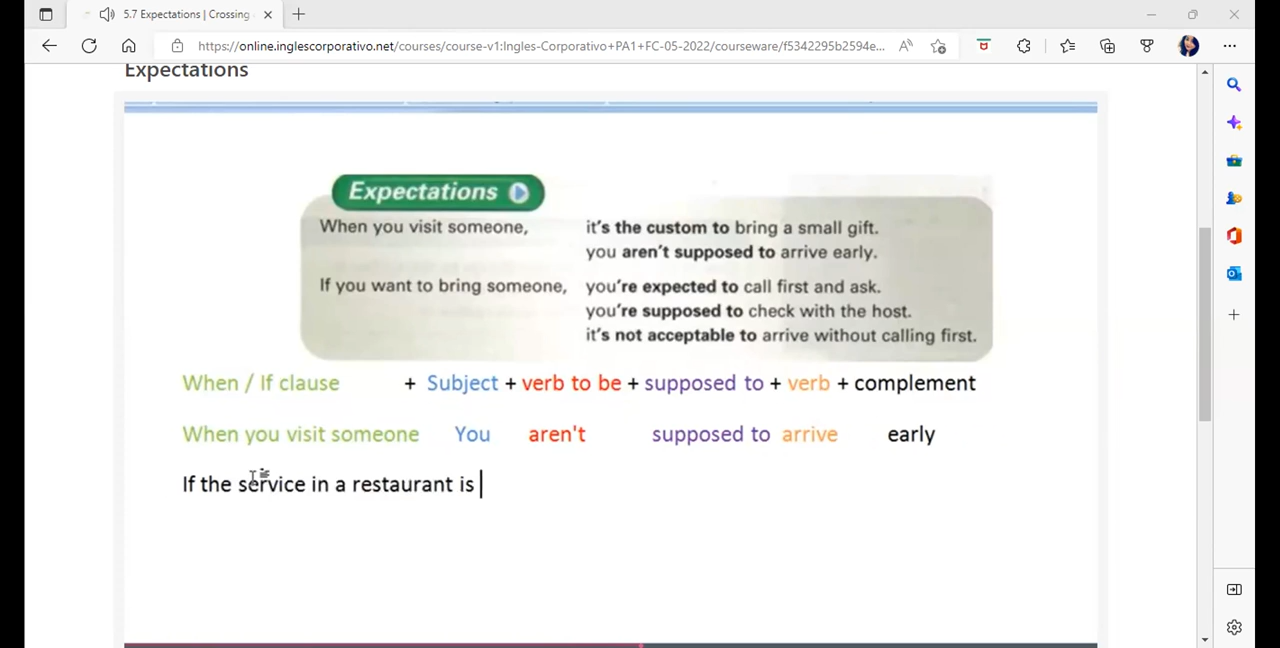 5.7 Expectations | Crossing
https://online.inglescorporativo.net/courses/course-v1:Ingles-Corporativo+PA1+FC-05-2022/courseware/f5342295b2594e...
Expectations
Expectations
When you visit someone, it's the custom to bring a small gift.
you aren't supposed to arrive early.
If you want to bring someone, you're expected to call first and ask.
you're supposed to check with the host.
it's not acceptable to arrive without calling first.
When / If clause + Subject + verb to be + supposed to + verb + complement
When you visit someone You aren't supposed to arrive early
If the service in a restaurant is